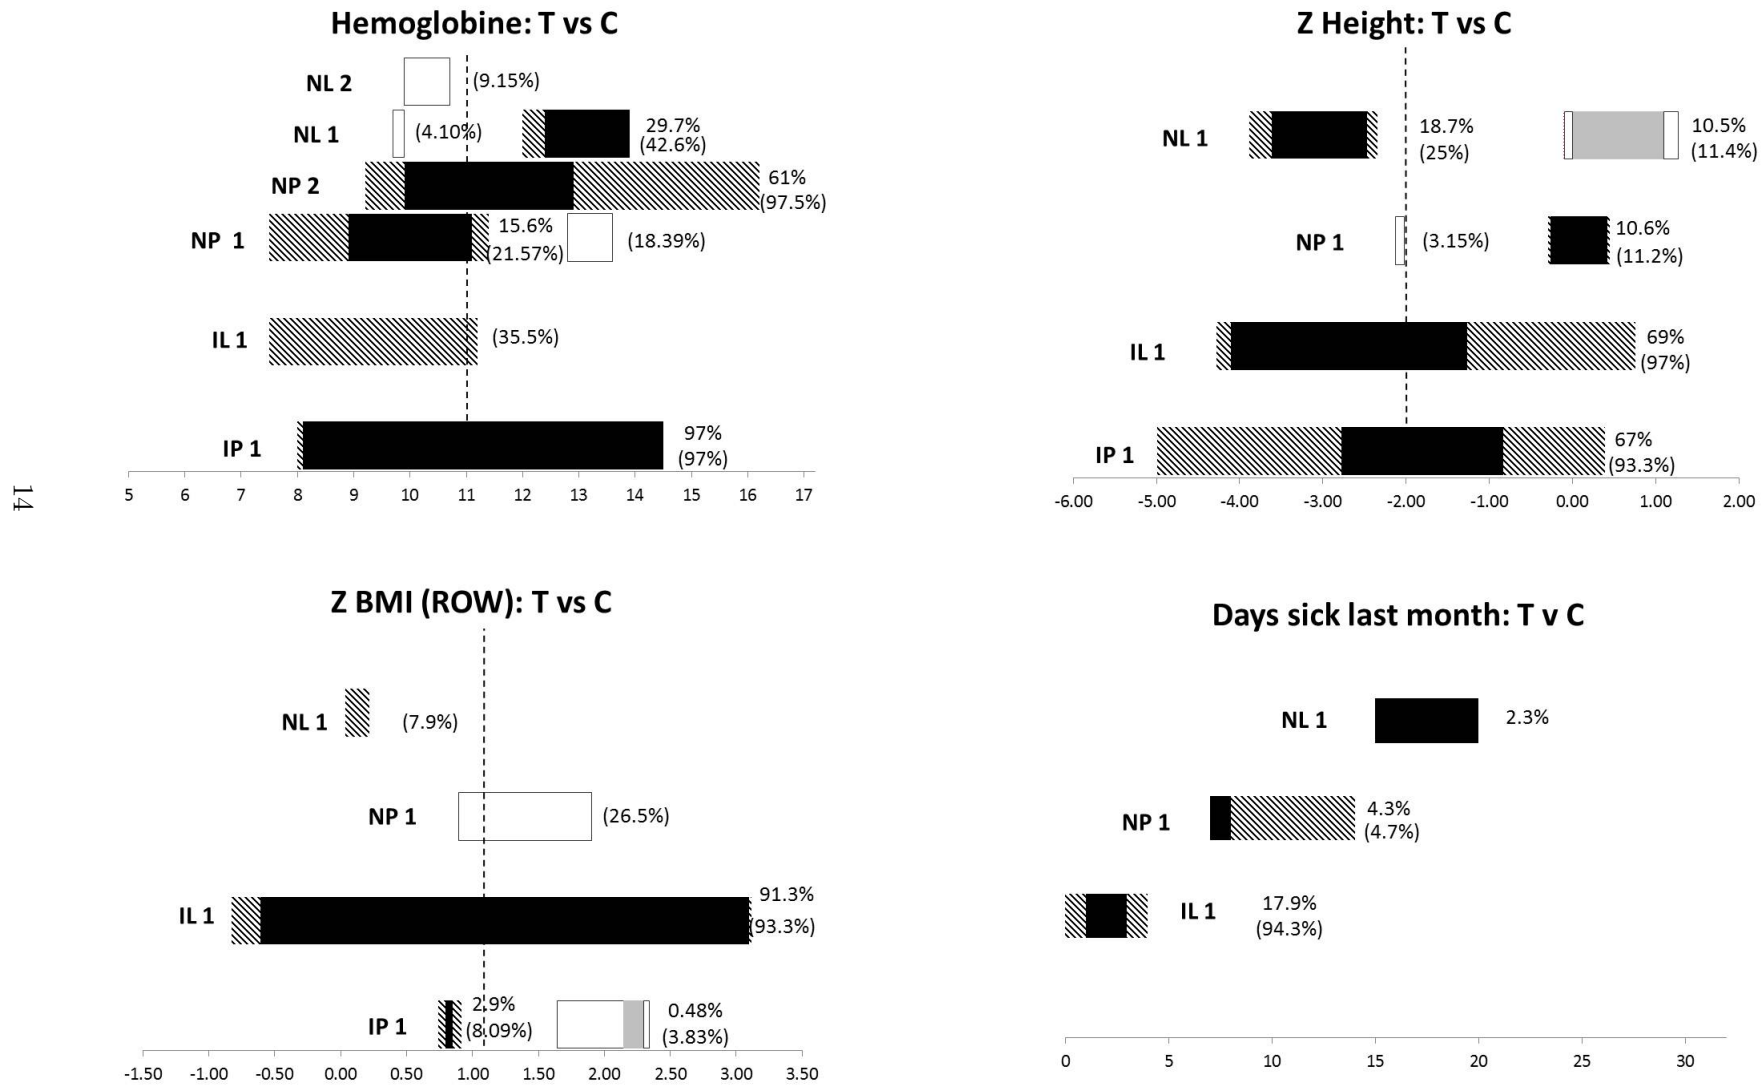 Hemoglobine: T vs C
NL 2
(9.15%)
NL 1
(4.10%)
29.7%
(42.6%)
NP 2
61%
(97.5%)
NP 1
15.6%
(21.57%)
(18.39%)
IL 1
(35.5%)
IP 1
97%
(97%)
5 6 7 8 9 10 11 12 13 14 15 16 17
Z Height: T vs C
NL 1
18.7%
(25%)
10.5%
(11.4%)
NP 1
(3.15%)
10.6%
(11.2%)
IL 1
69%
(97%)
IP 1
67%
(93.3%)
-6.00 -5.00 -4.00 -3.00 -2.00 -1.00 0.00 1.00 2.00
14
Z BMI (ROW): T vs C
NL 1
(7.9%)
NP 1
(26.5%)
IL 1
91.3%
(93.3%)
IP 1
2.9%
(8.09%)
0.48%
(3.83%)
-1.50 -1.00 -0.50 0.00 0.50 1.00 1.50 2.00 2.50 3.00 3.50
Days sick last month: T v C
NL 1
2.3%
NP 1
4.3%
(4.7%)
IL 1
17.9%
(94.3%)
0 5 10 15 20 25 30